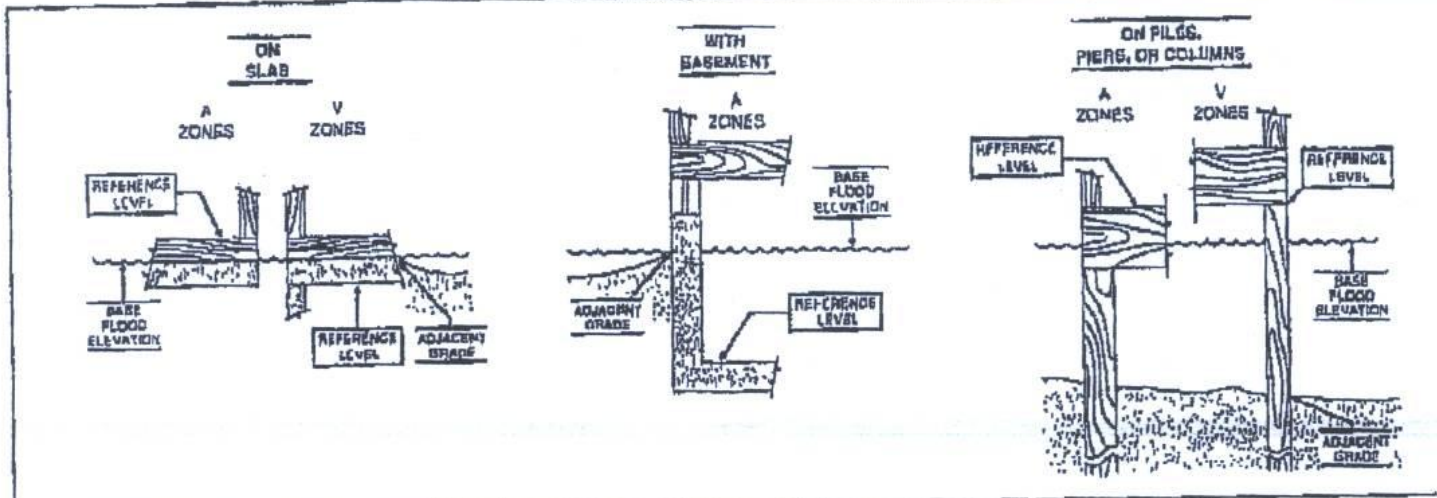 ON
SLAB
A
ZONES
V
ZONES
REFERENCE
LEVEL
BASE
FLOOD
ELEVATION
REFERENCE
LEVEL
ADJACENT
GRADE
WITH
BASEMENT
A
ZONES
BASE
FLOOD
ELEVATION
ADJACENT
GRADE
REFERENCE
LEVEL
ON PILES,
PIERS, OR COLUMNS
A
ZONES
V
ZONES
REFERENCE
LEVEL
REFERENCE
LEVEL
BASE
FLOOD
ELEVATION
ADJACENT
GRADE